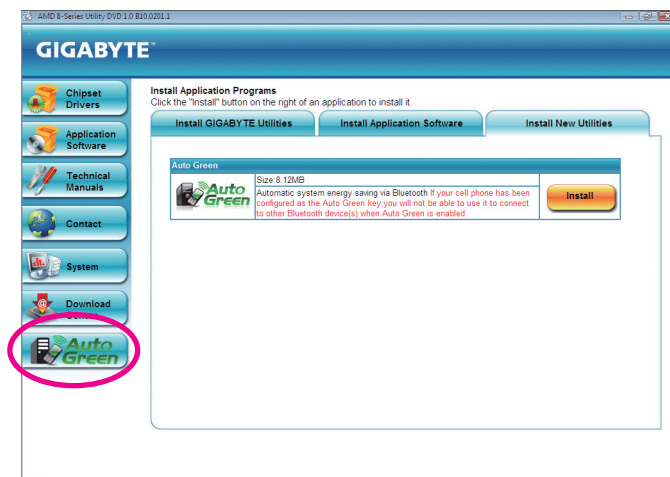 AMD 8-Series Utility DVD 1.0 B10.0201.1
GIGABYTE™
Chipset
Drivers
Application
Software
Technical
Manuals
Contact
System
Download
Auto
Green
Install Application Programs
Click the "Install" button on the right of an application to install it.
Install GIGABYTE Utilities
Install Application Software
Install New Utilities
Auto Green
Auto
Green
Size:8.12MB
Automatic system energy saving via Bluetooth If your cell phone has been
configured as the Auto Green key,you will not be able to use it to connect
to other Bluetooth device(s) when Auto Green is enabled.
Install